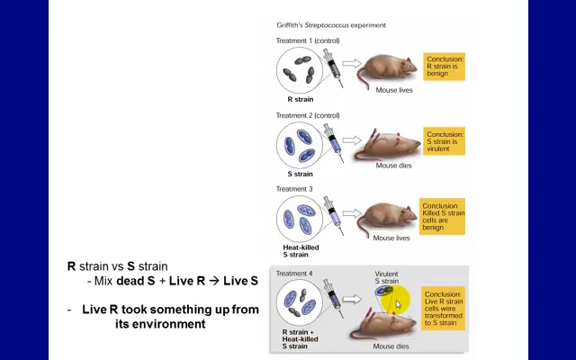 Griffith's Streptococcus experiment
Treatment 1 (control)
R strain
Mouse lives
Conclusion:
R strain is
benign
Treatment 2 (control)
S strain
Mouse dies
Conclusion:
S strain is
virulent
Treatment 3
Heat-killed
S strain
Mouse lives
Conclusion:
Killed S strain
cells are
benign
Treatment 4
R strain +
Heat-killed
S strain
Virulent
S strain
Mouse dies
Conclusion:
Live R strain
cells were
transformed
to S strain
R strain vs S strain
- Mix dead S + Live R → Live S
- Live R took something up from
its environment